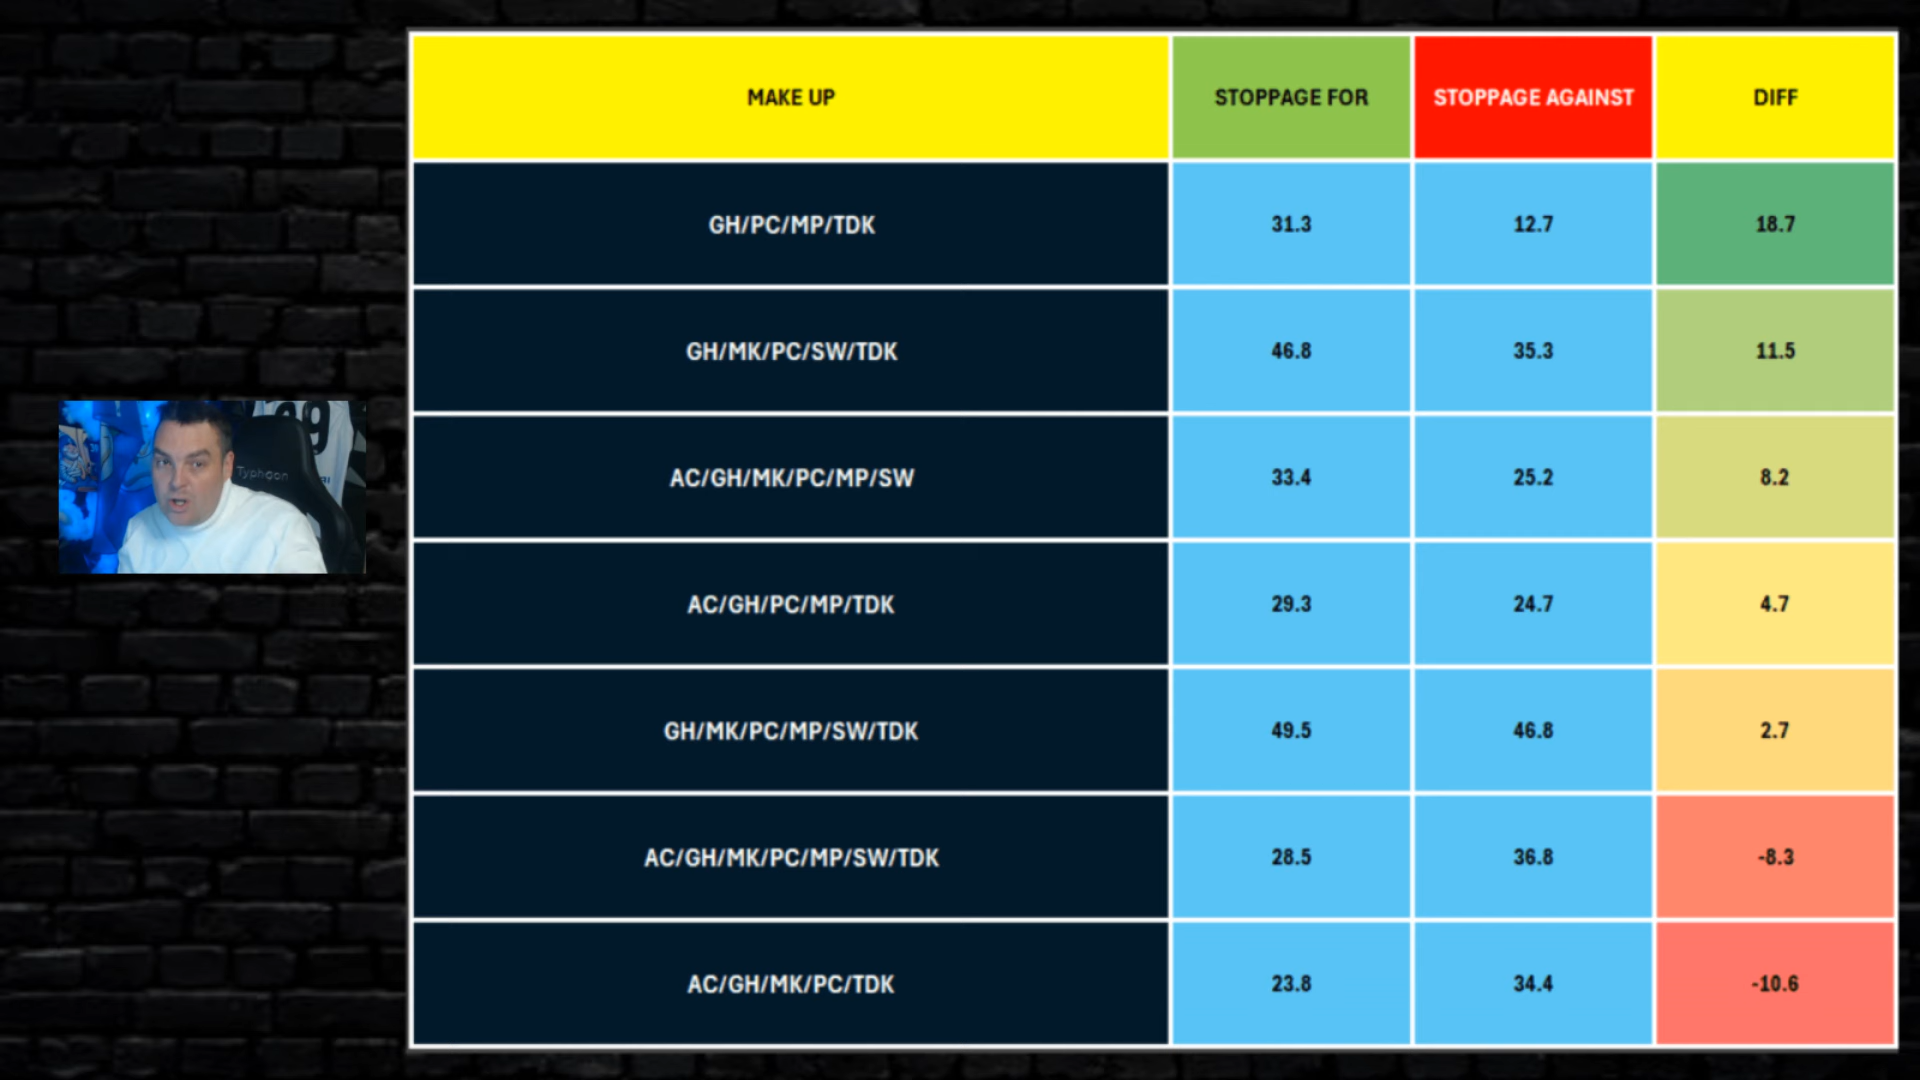 MAKE UP STOPPAGE FOR STOPPAGE AGAINST DIFF
GH/PC/MP/TDK 31.3 12.7 18.7
GH/MK/PC/SW/TDK 46.8 35.3 11.5
AC/GH/MK/PC/MP/SW 33.4 25.2 8.2
AC/GH/PC/MP/TDK 29.3 24.7 4.7
GH/MK/PC/MP/SW/TDK 49.5 46.8 2.7
AC/GH/MK/PC/MP/SW/TDK 28.5 36.8 -8.3
AC/GH/MK/PC/TDK 23.8 34.4 -10.6
29
Typhoon